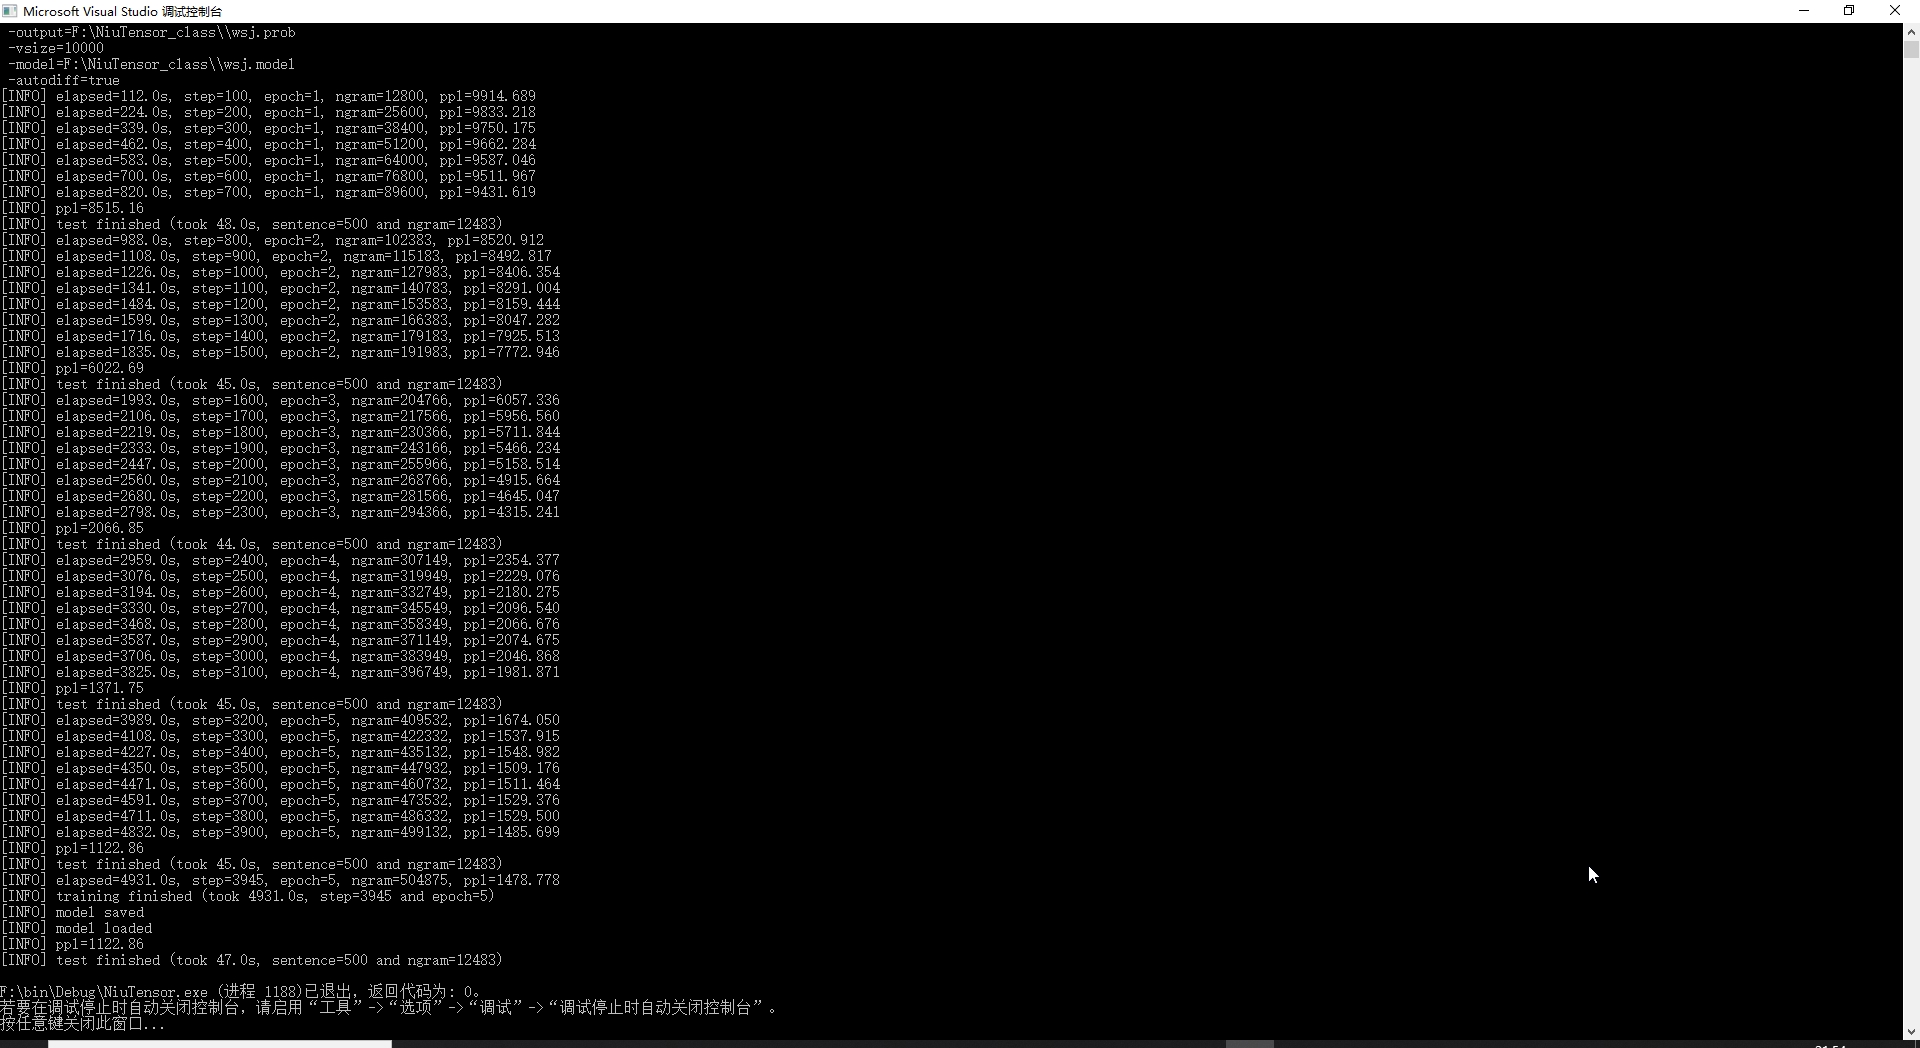 Microsoft Visual Studio 调试控制台
-output=F:\NiuTensor_class\\wsj.prob
-vsize=10000
-model=F:\NiuTensor_class\\wsj.model
-autodiff=true
[INFO] elapsed=112.0s, step=100, epoch=1, ngram=12800, ppl=9914.689
[INFO] elapsed=224.0s, step=200, epoch=1, ngram=25600, ppl=9833.218
[INFO] elapsed=339.0s, step=300, epoch=1, ngram=38400, ppl=9750.175
[INFO] elapsed=462.0s, step=400, epoch=1, ngram=51200, ppl=9662.284
[INFO] elapsed=583.0s, step=500, epoch=1, ngram=64000, ppl=9587.046
[INFO] elapsed=700.0s, step=600, epoch=1, ngram=76800, ppl=9511.967
[INFO] elapsed=820.0s, step=700, epoch=1, ngram=89600, ppl=9431.619
[INFO] ppl=8515.16
[INFO] test finished (took 48.0s, sentence=500 and ngram=12483)
[INFO] elapsed=988.0s, step=800, epoch=2, ngram=102383, ppl=8520.912
[INFO] elapsed=1108.0s, step=900, epoch=2, ngram=115183, ppl=8492.817
[INFO] elapsed=1226.0s, step=1000, epoch=2, ngram=127983, ppl=8406.354
[INFO] elapsed=1341.0s, step=1100, epoch=2, ngram=140783, ppl=8291.004
[INFO] elapsed=1484.0s, step=1200, epoch=2, ngram=153583, ppl=8159.444
[INFO] elapsed=1599.0s, step=1300, epoch=2, ngram=166383, ppl=8047.282
[INFO] elapsed=1716.0s, step=1400, epoch=2, ngram=179183, ppl=7925.513
[INFO] elapsed=1835.0s, step=1500, epoch=2, ngram=191983, ppl=7772.946
[INFO] ppl=6022.69
[INFO] test finished (took 45.0s, sentence=500 and ngram=12483)
[INFO] elapsed=1993.0s, step=1600, epoch=3, ngram=204766, ppl=6057.336
[INFO] elapsed=2106.0s, step=1700, epoch=3, ngram=217566, ppl=5956.560
[INFO] elapsed=2219.0s, step=1800, epoch=3, ngram=230366, ppl=5711.844
[INFO] elapsed=2333.0s, step=1900, epoch=3, ngram=243166, ppl=5466.234
[INFO] elapsed=2447.0s, step=2000, epoch=3, ngram=255966, ppl=5158.514
[INFO] elapsed=2560.0s, step=2100, epoch=3, ngram=268766, ppl=4915.664
[INFO] elapsed=2680.0s, step=2200, epoch=3, ngram=281566, ppl=4645.047
[INFO] elapsed=2798.0s, step=2300, epoch=3, ngram=294366, ppl=4315.241
[INFO] ppl=2066.85
[INFO] test finished (took 44.0s, sentence=500 and ngram=12483)
[INFO] elapsed=2959.0s, step=2400, epoch=4, ngram=307149, ppl=2354.377
[INFO] elapsed=3076.0s, step=2500, epoch=4, ngram=319949, ppl=2229.076
[INFO] elapsed=3194.0s, step=2600, epoch=4, ngram=332749, ppl=2180.275
[INFO] elapsed=3330.0s, step=2700, epoch=4, ngram=345549, ppl=2096.540
[INFO] elapsed=3468.0s, step=2800, epoch=4, ngram=358349, ppl=2066.676
[INFO] elapsed=3587.0s, step=2900, epoch=4, ngram=371149, ppl=2074.675
[INFO] elapsed=3706.0s, step=3000, epoch=4, ngram=383949, ppl=2046.868
[INFO] elapsed=3825.0s, step=3100, epoch=4, ngram=396749, ppl=1981.871
[INFO] ppl=1371.75
[INFO] test finished (took 45.0s, sentence=500 and ngram=12483)
[INFO] elapsed=3989.0s, step=3200, epoch=5, ngram=409532, ppl=1674.050
[INFO] elapsed=4108.0s, step=3300, epoch=5, ngram=422332, ppl=1537.915
[INFO] elapsed=4227.0s, step=3400, epoch=5, ngram=435132, ppl=1548.982
[INFO] elapsed=4350.0s, step=3500, epoch=5, ngram=447932, ppl=1509.176
[INFO] elapsed=4471.0s, step=3600, epoch=5, ngram=460732, ppl=1511.464
[INFO] elapsed=4591.0s, step=3700, epoch=5, ngram=473532, ppl=1529.376
[INFO] elapsed=4711.0s, step=3800, epoch=5, ngram=486332, ppl=1529.500
[INFO] elapsed=4832.0s, step=3900, epoch=5, ngram=499132, ppl=1485.699
[INFO] ppl=1122.86
[INFO] test finished (took 45.0s, sentence=500 and ngram=12483)
[INFO] elapsed=4931.0s, step=3945, epoch=5, ngram=504875, ppl=1478.778
[INFO] training finished (took 4931.0s, step=3945 and epoch=5)
[INFO] model saved
[INFO] model loaded
[INFO] ppl=1122.86
[INFO] test finished (took 47.0s, sentence=500 and ngram=12483)
F:\bin\Debug\NiuTensor.exe (进程 1188)已退出，返回代码为: 0。
若要在调试停止时自动关闭控制台，请启用“工具”->“选项”->“调试”->“调试停止时自动关闭控制台”。
按任意键关闭此窗口...